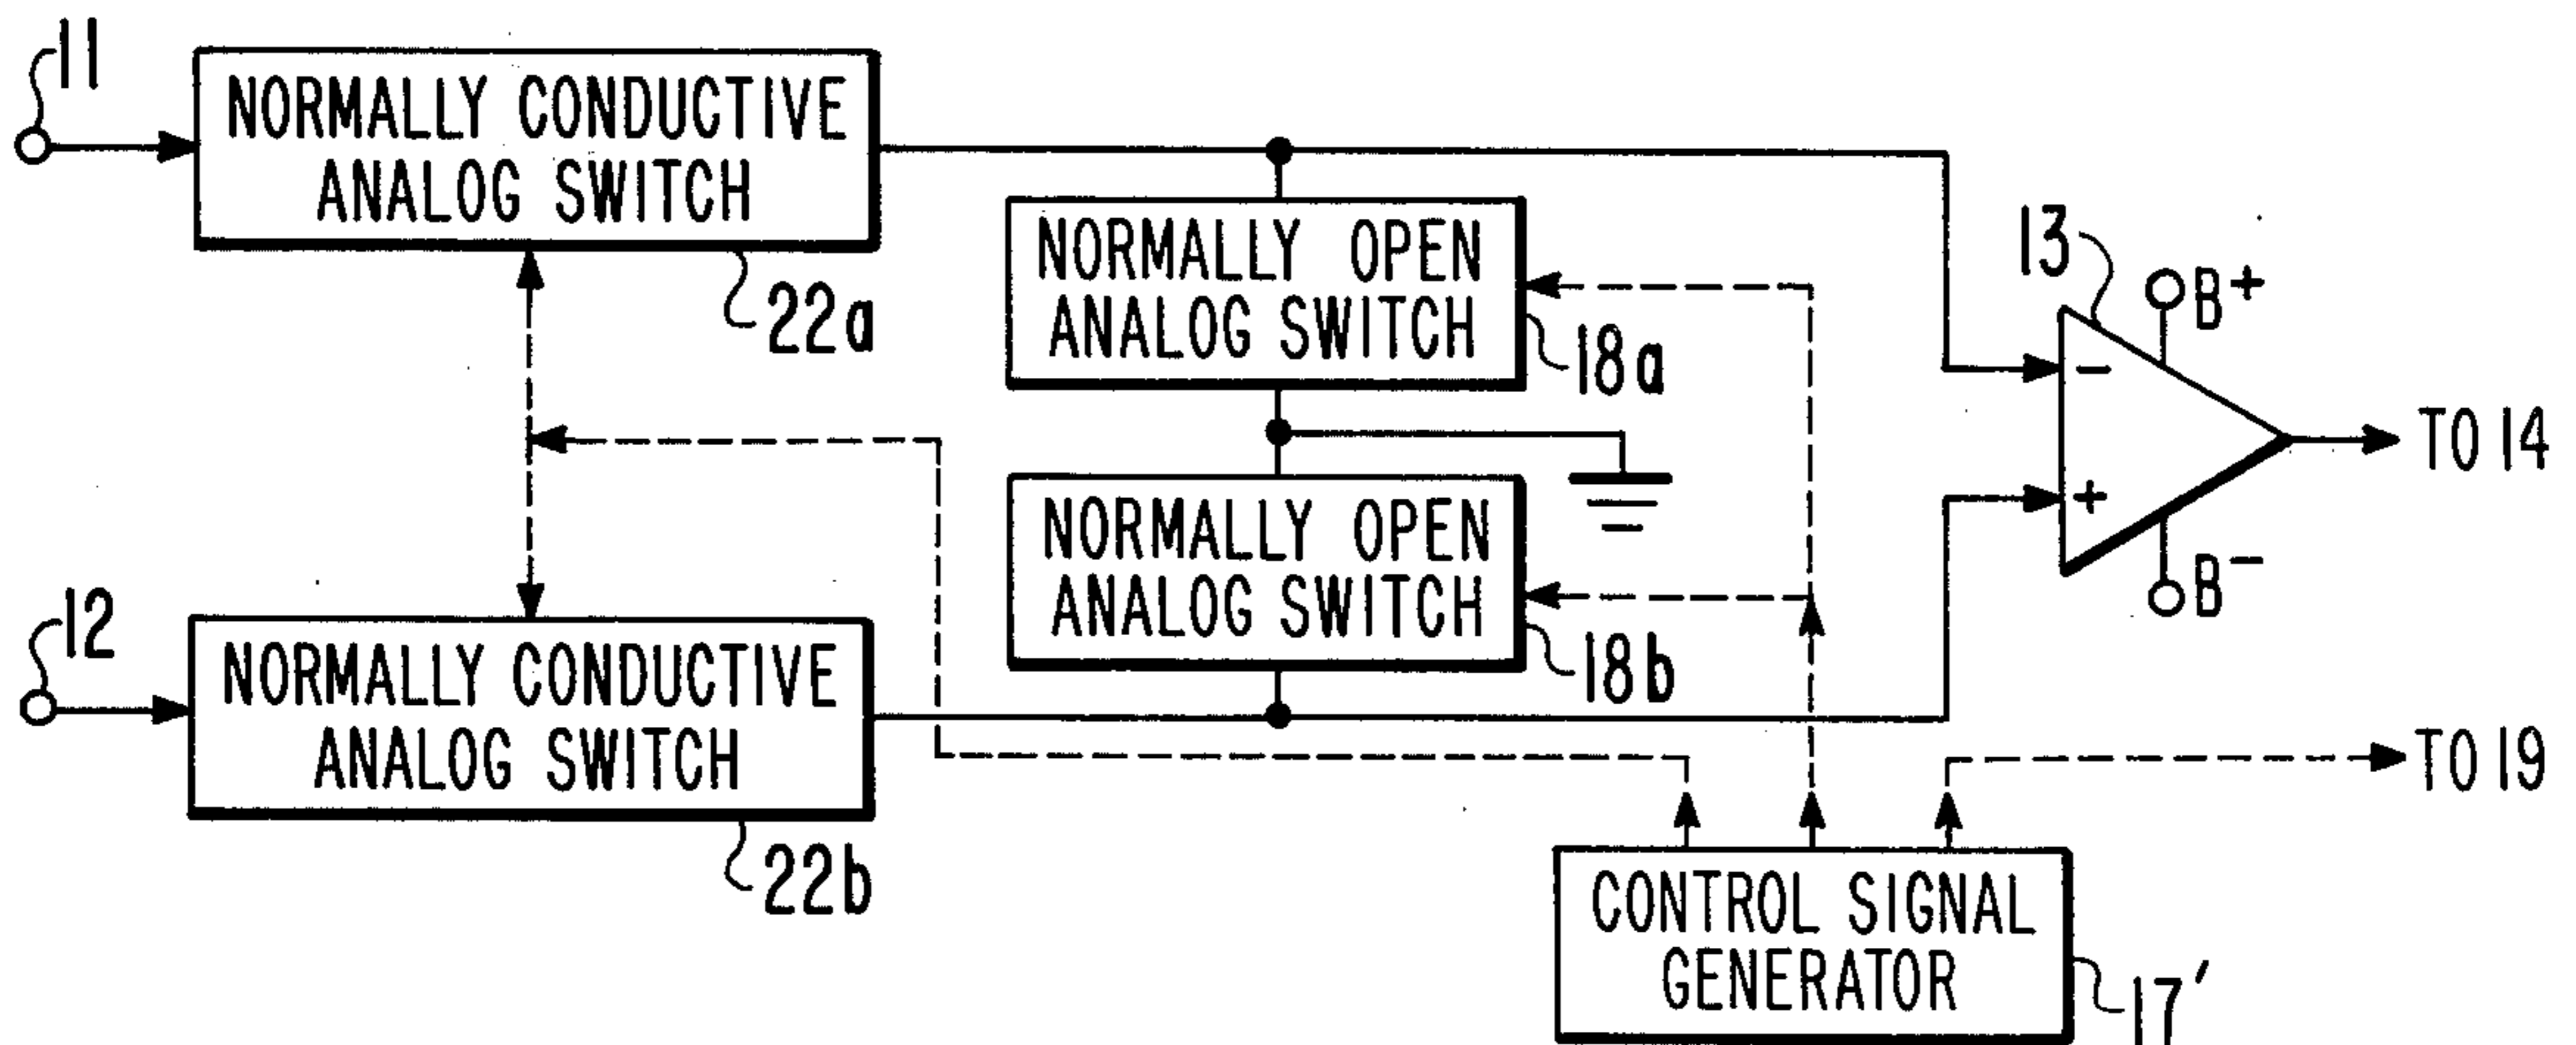 11
NORMALLY CONDUCTIVE
ANALOG SWITCH
22a
NORMALLY OPEN
ANALOG SWITCH
18a
13
B+
-
+
B-
TO 14
NORMALLY OPEN
ANALOG SWITCH
18b
12
NORMALLY CONDUCTIVE
ANALOG SWITCH
22b
TO 19
CONTROL SIGNAL
GENERATOR
17'